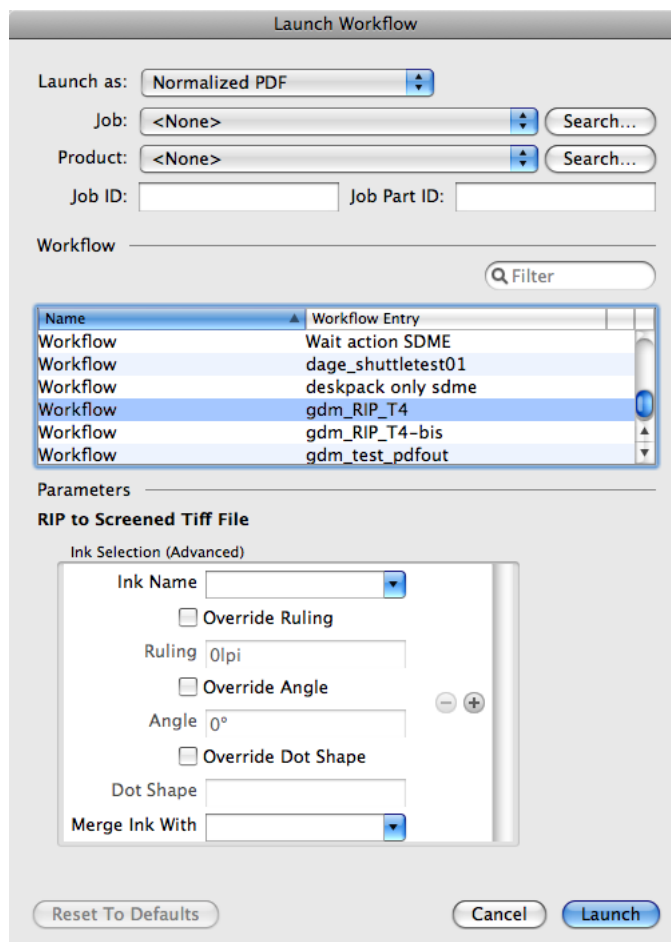 Launch Workflow
Launch as: Normalized PDF
Job: <None> Search...
Product: <None> Search...
Job ID: Job Part ID:
Workflow
Filter
Name Workflow Entry
Workflow Wait action SDME
Workflow dage_shuttletest01
Workflow deskpack only sdme
Workflow gdm_RIP_T4
Workflow gdm_RIP_T4-bis
Workflow gdm_test_pdfout
Parameters
RIP to Screened Tiff File
Ink Selection (Advanced)
Ink Name
Override Ruling
Ruling 0lpi
Override Angle
Angle 0°
Override Dot Shape
Dot Shape
Merge Ink With
Reset To Defaults Cancel Launch